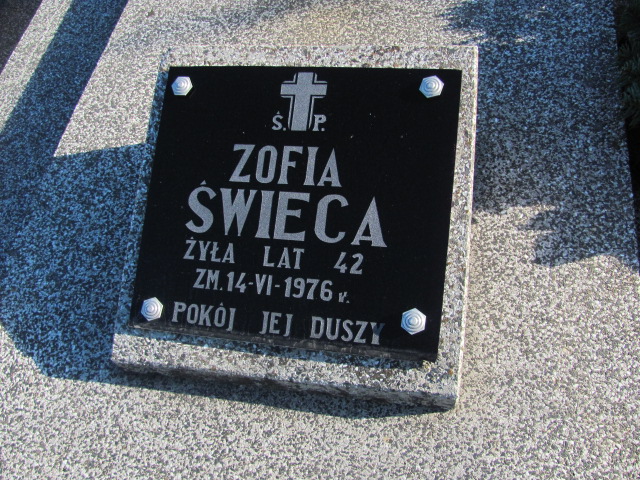 Ś.P.
ZOFIA
ŚWIECA
ŻYŁA LAT 42
ZM. 14-VI-1976 r.
POKÓJ JEJ DUSZY